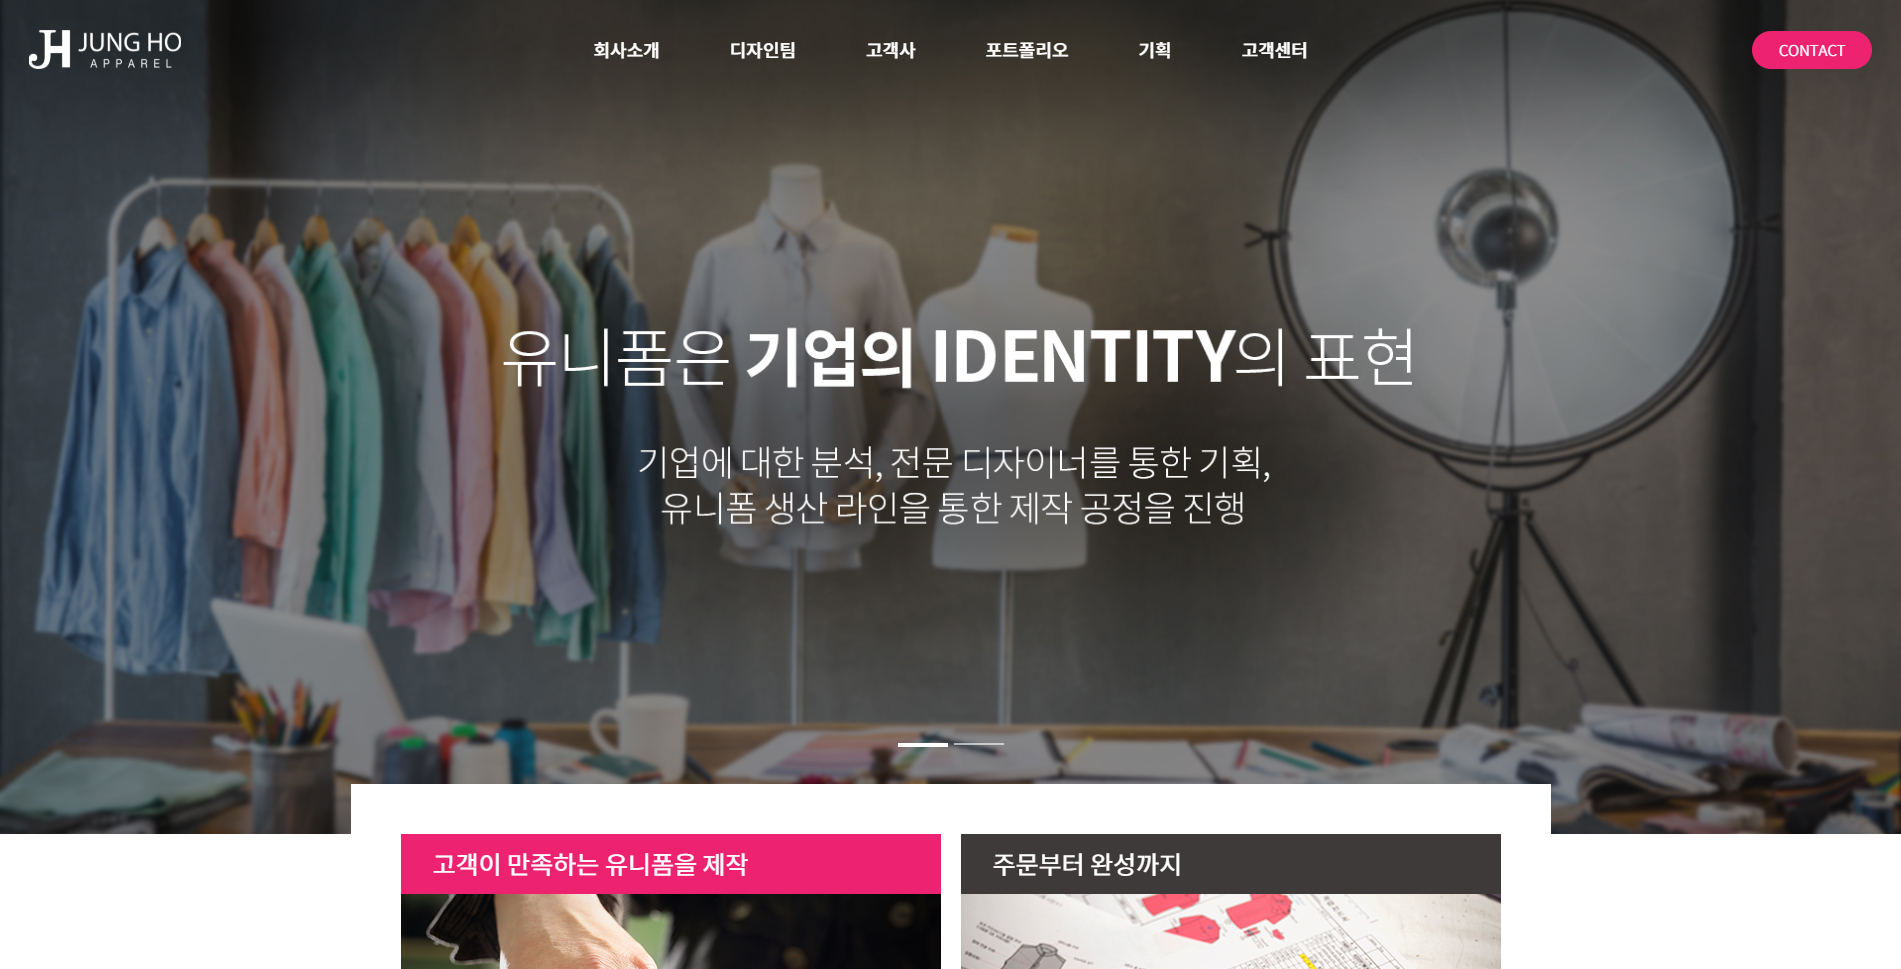 JUNG HO
APPAREL
회사소개
디자인팀
고객사
포트폴리오
기획
고객센터
CONTACT
유니폼은 기업의 IDENTITY의 표현
기업에 대한 분석, 전문 디자이너를 통한 기획,
유니폼 생산 라인을 통한 제작 공정을 진행
고객이 만족하는 유니폼을 제작
주문부터 완성까지